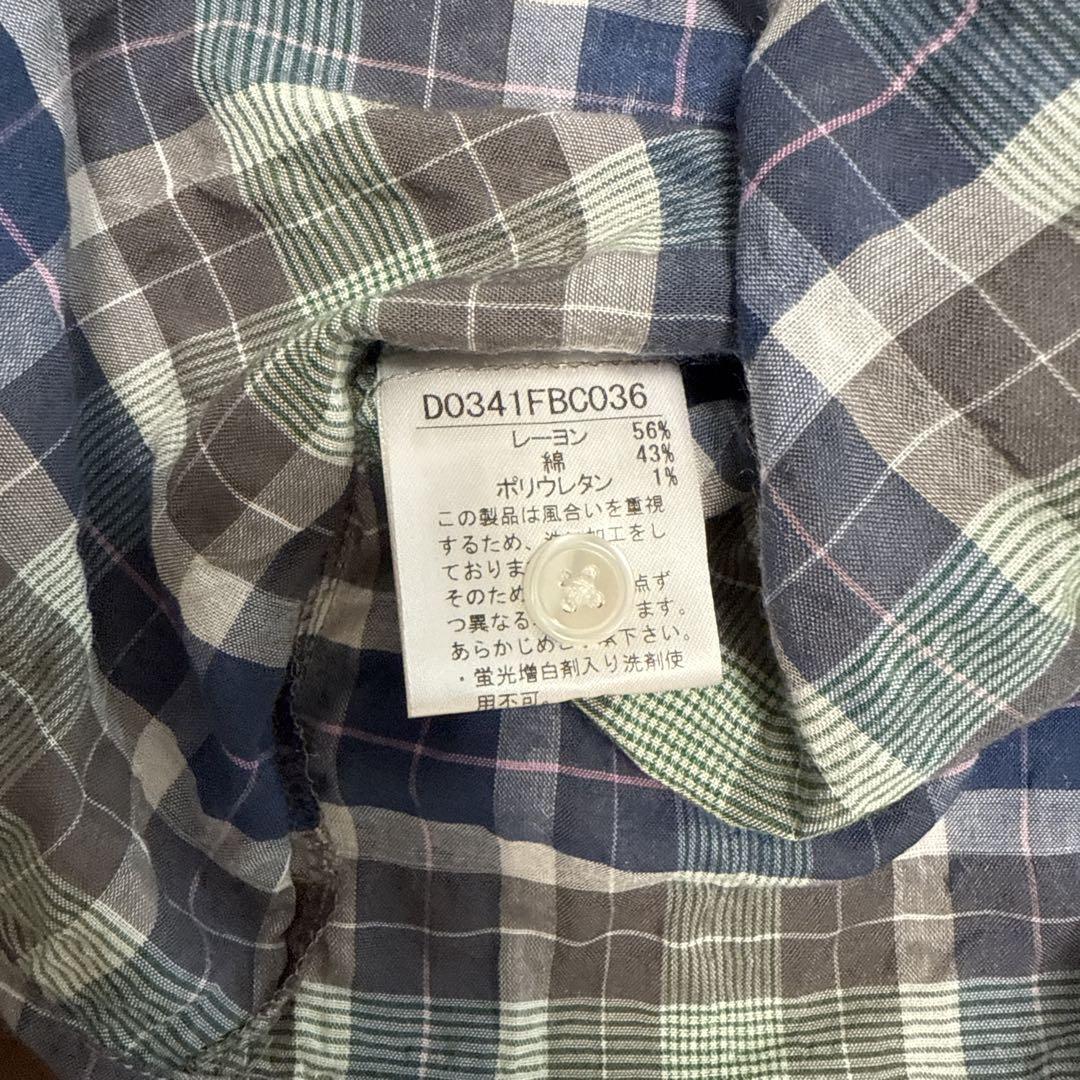 D0341FBC036
レーヨン 56%
綿 43%
ポリウレタン 1%
この製品は風合いを重視
するため、洗 加工をし
ておりま
そのため 点ず
つ異なる ます。
あらかじめご 承下さい。
・蛍光増白剤入り洗剤使
用不可。